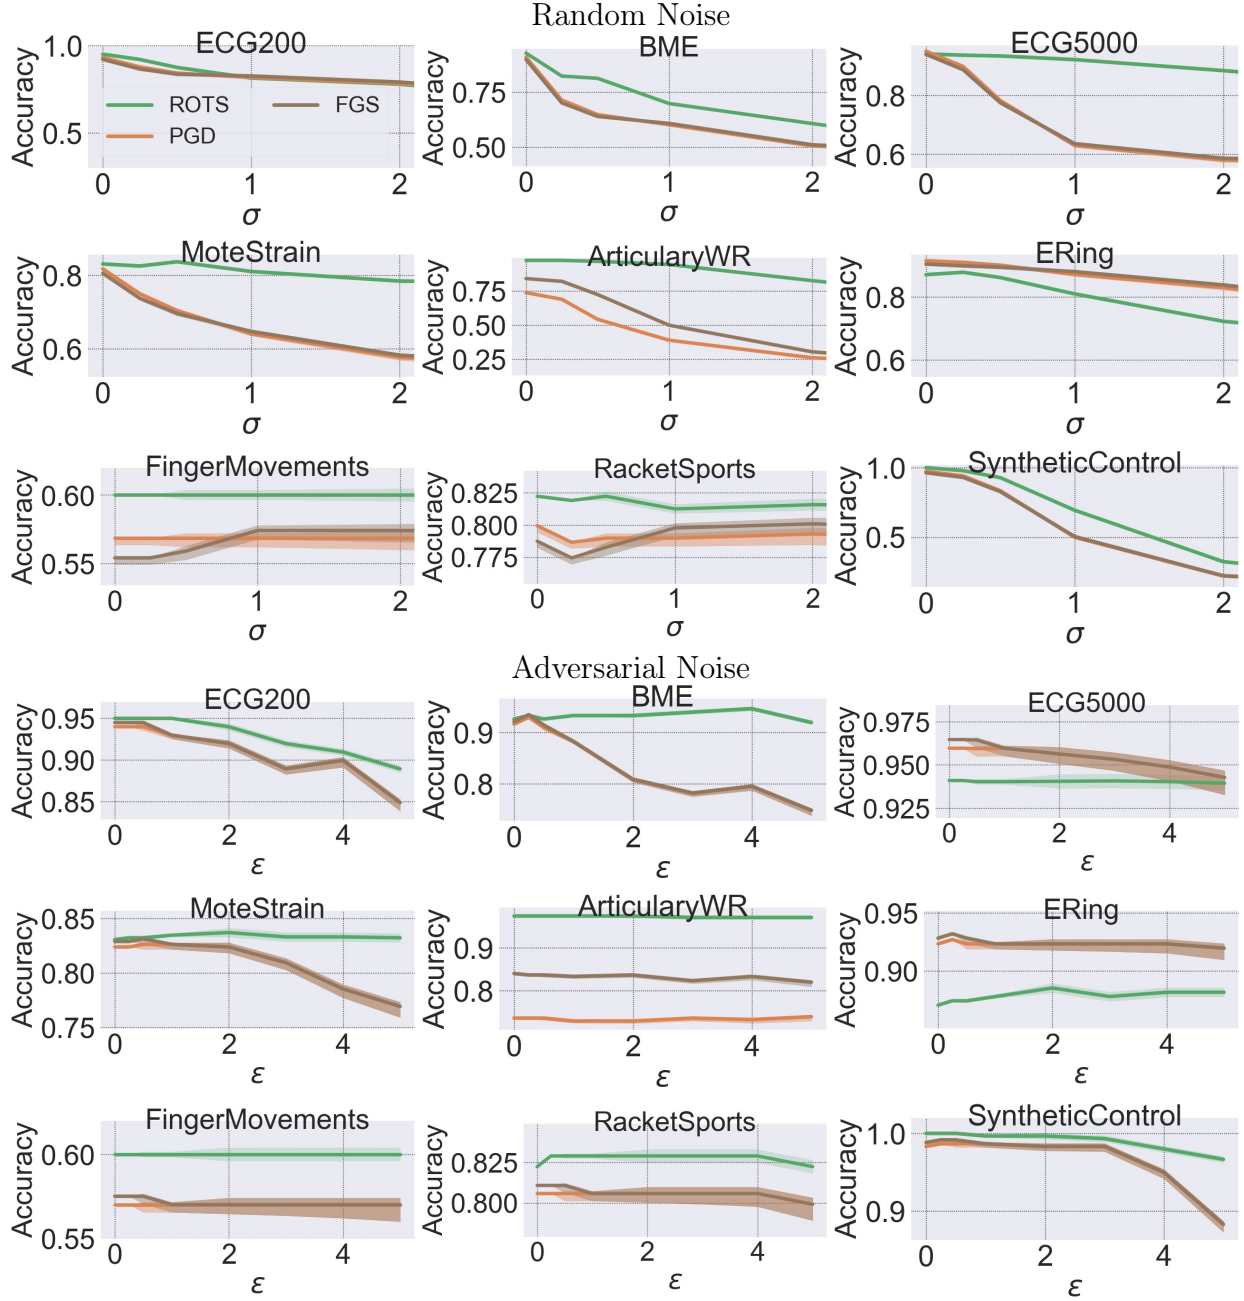 Random Noise
ECG200
BME
ECG5000
Accuracy
1.0
0.5
ROTS
FGS
PGD
0
1
2
σ
Accuracy
0.75
0.50
0
1
2
σ
Accuracy
0.8
0.6
0
1
2
σ
MoteStrain
ArticularyWR
ERing
Accuracy
0.8
0.6
0
1
2
σ
Accuracy
0.75
0.50
0.25
0
1
2
σ
Accuracy
0.8
0.6
0
1
2
σ
FingerMovements
RacketSports
SyntheticControl
Accuracy
0.60
0.55
0
1
2
σ
Accuracy
0.825
0.800
0.775
0
1
2
σ
Accuracy
1.0
0.5
0
1
2
σ
Adversarial Noise
ECG200
BME
ECG5000
Accuracy
0.95
0.90
0.85
0
2
4
ε
Accuracy
0.9
0.8
0
2
4
ε
Accuracy
0.975
0.950
0.925
0
2
4
ε
MoteStrain
ArticularyWR
ERing
Accuracy
0.85
0.80
0.75
0
2
4
ε
Accuracy
0.9
0.8
0
2
4
ε
Accuracy
0.95
0.90
0
2
4
ε
FingerMovements
RacketSports
SyntheticControl
Accuracy
0.60
0.55
0
2
4
ε
Accuracy
0.825
0.800
0
2
4
ε
Accuracy
1.0
0.9
0
2
4
ε